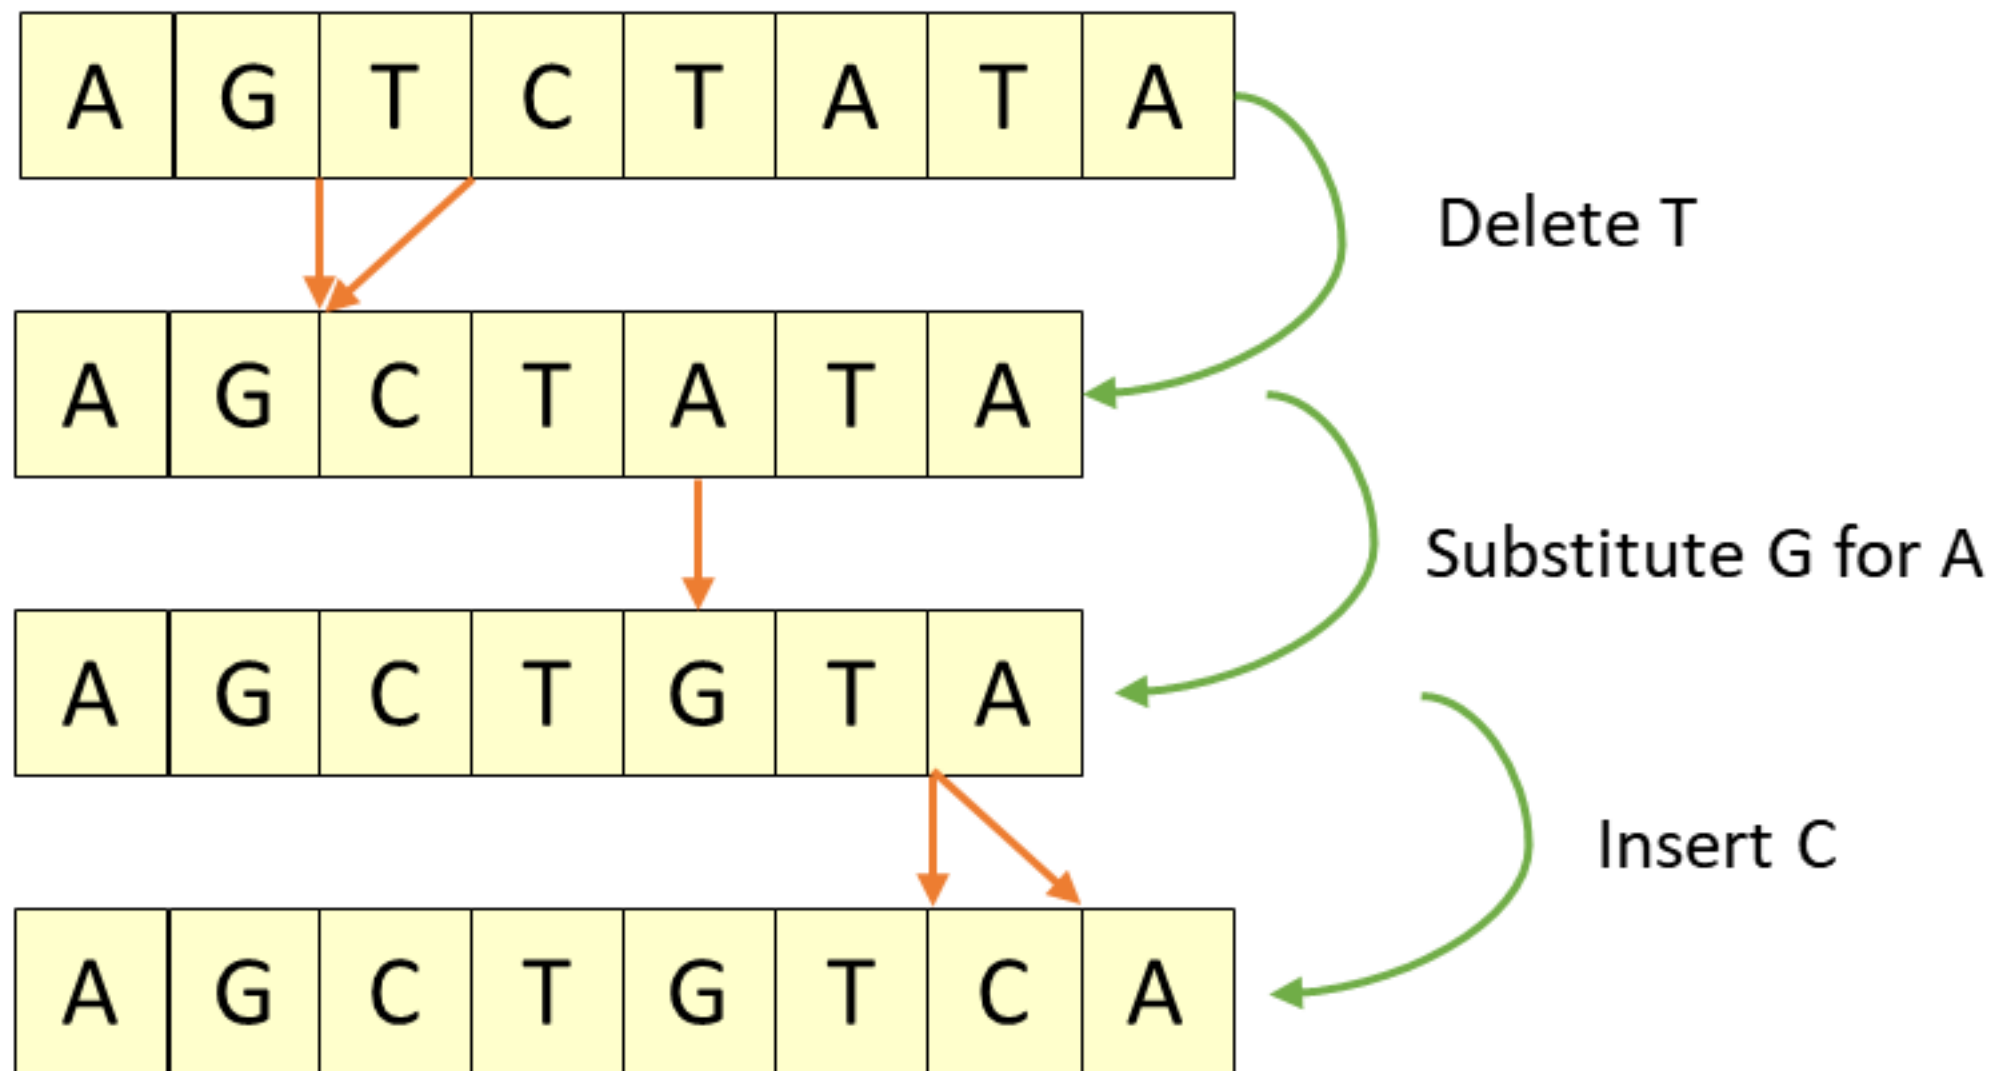 A G T C T A T A
Delete T
A G C T A T A
Substitute G for A
A G C T G T A
Insert C
A G C T G T C A